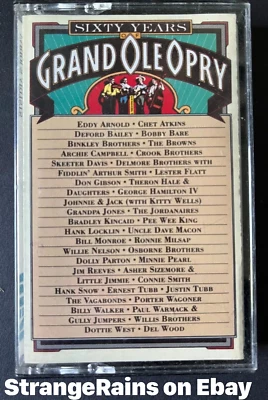 SIXTY YEARS
GRAND OLE OPRY
EDDY ARNOLD • CHET ATKINS
DEFORD BAILEY • BOBBY BARE
BINKLEY BROTHERS • THE BROWNS
ARCHIE CAMPBELL • CROOK BROTHERS
SKEETER DAVIS • DELMORE BROTHERS WITH
FIDDLIN' ARTHUR SMITH • LESTER FLATT
DON GIBSON • THERON HALE &
DAUGHTERS • GEORGE HAMILTON IV
JOHNNIE & JACK (WITH KITTY WELLS)
GRANDPA JONES • THE JORDANAIRES
BRADLEY KINCAID • PEE WEE KING
HANK LOCKLIN • UNCLE DAVE MACON
BILL MONROE • RONNIE MILSAP
WILLIE NELSON • OSBORNE BROTHERS
DOLLY PARTON • MINNIE PEARL
JIM REEVES • ASHER SIZEMORE &
LITTLE JIMMIE • CONNIE SMITH
HANK SNOW • ERNEST TUBB • JUSTIN TUBB
THE VAGABONDS • PORTER WAGONER
BILLY WALKER • PAUL WARMACK &
GULLY JUMPERS • WILLIS BROTHERS
DOTTIE WEST • DEL WOOD
StrangeRains on Ebay